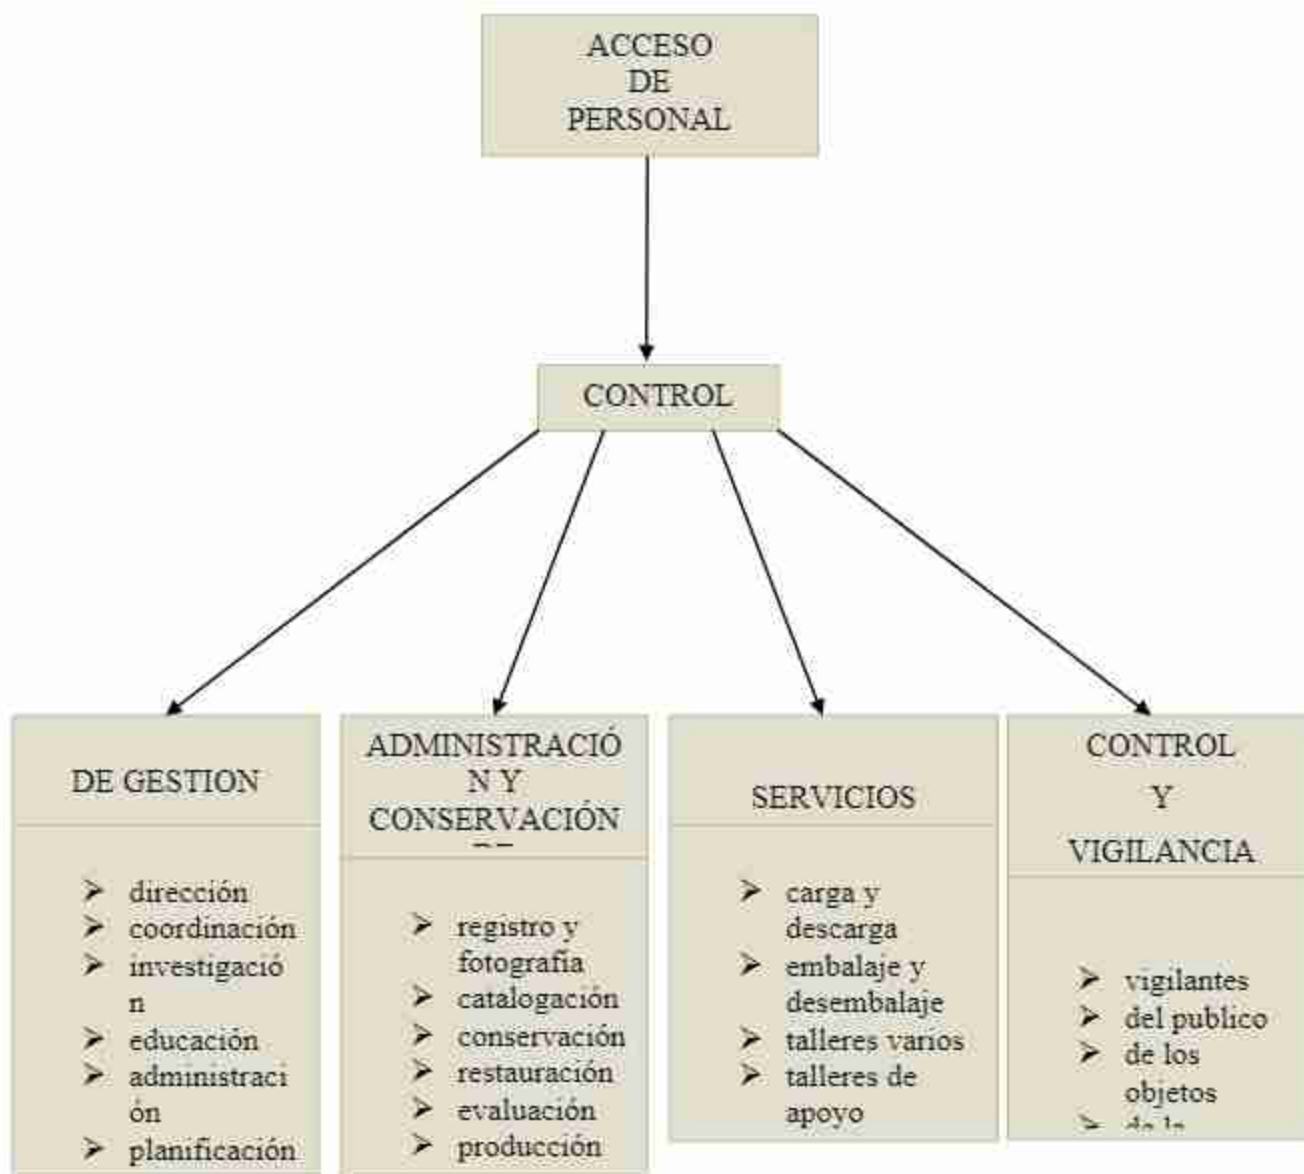 ACCESO
DE
PERSONAL
CONTROL
DE GESTION
➢ dirección
➢ coordinación
➢ investigació
n
➢ educación
➢ administraci
ón
➢ planificación
ADMINISTRACIÓ
N Y
CONSERVACIÓN
➢ registro y
fotografía
➢ catalogación
➢ conservación
➢ restauración
➢ evaluación
➢ producción
SERVICIOS
➢ carga y
descarga
➢ embalaje y
desembalaje
➢ talleres varios
➢ talleres de
apoyo
CONTROL
Y
VIGILANCIA
➢ vigilantes
➢ del publico
➢ de los
objetos